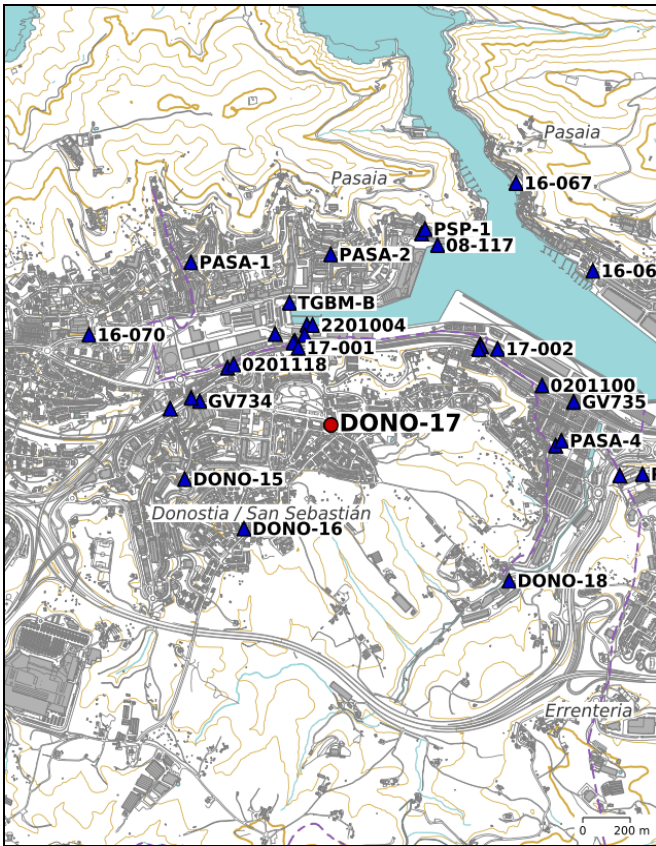 Pasaia
Pasaia
16-067
PSP-1
08-117
PASA-2
PASA-1
16-06
TGBM-B
2201004
16-070
17-001
17-002
0201118
0201100
GV734
GV735
DONO-17
PASA-4
DONO-15
Donostia / San Sebastián
DONO-16
DONO-18
Errenteria
0 200 m